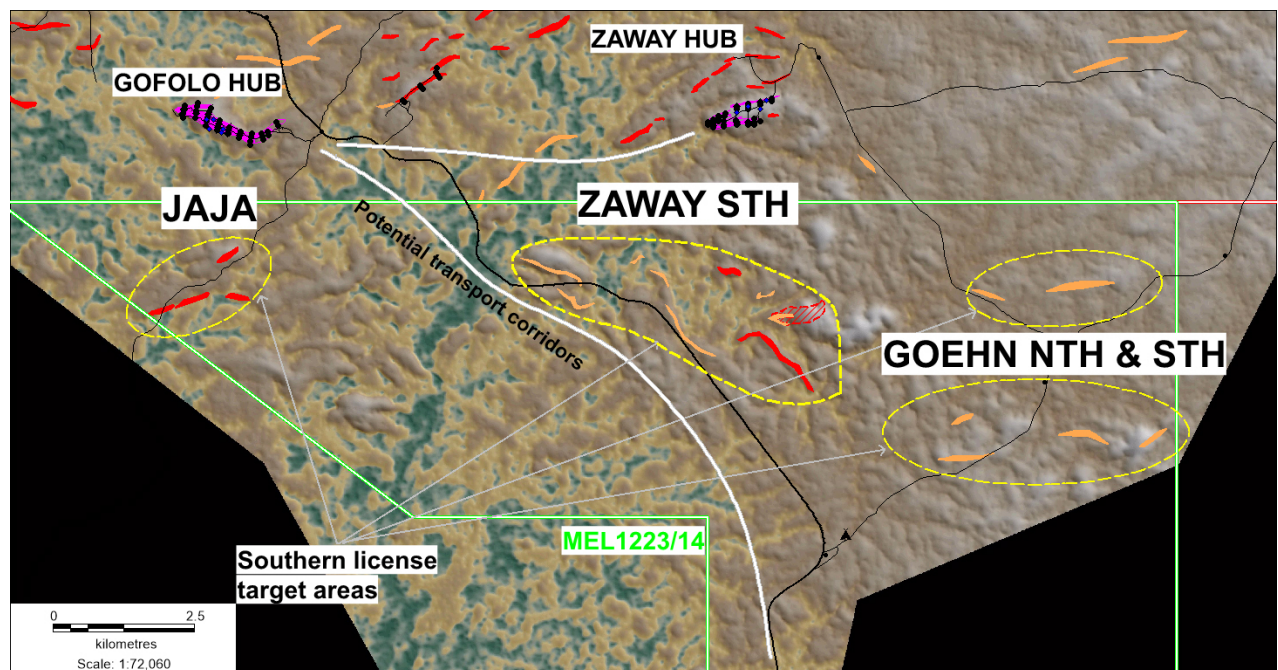 ZAWAY HUB
GOFOLO HUB
JAJA
ZAWAY STH
Potential transport corridors
GOEHN NTH & STH
MEL1223/14
Southern license
target areas
0 2.5
kilometres
Scale: 1:72,060